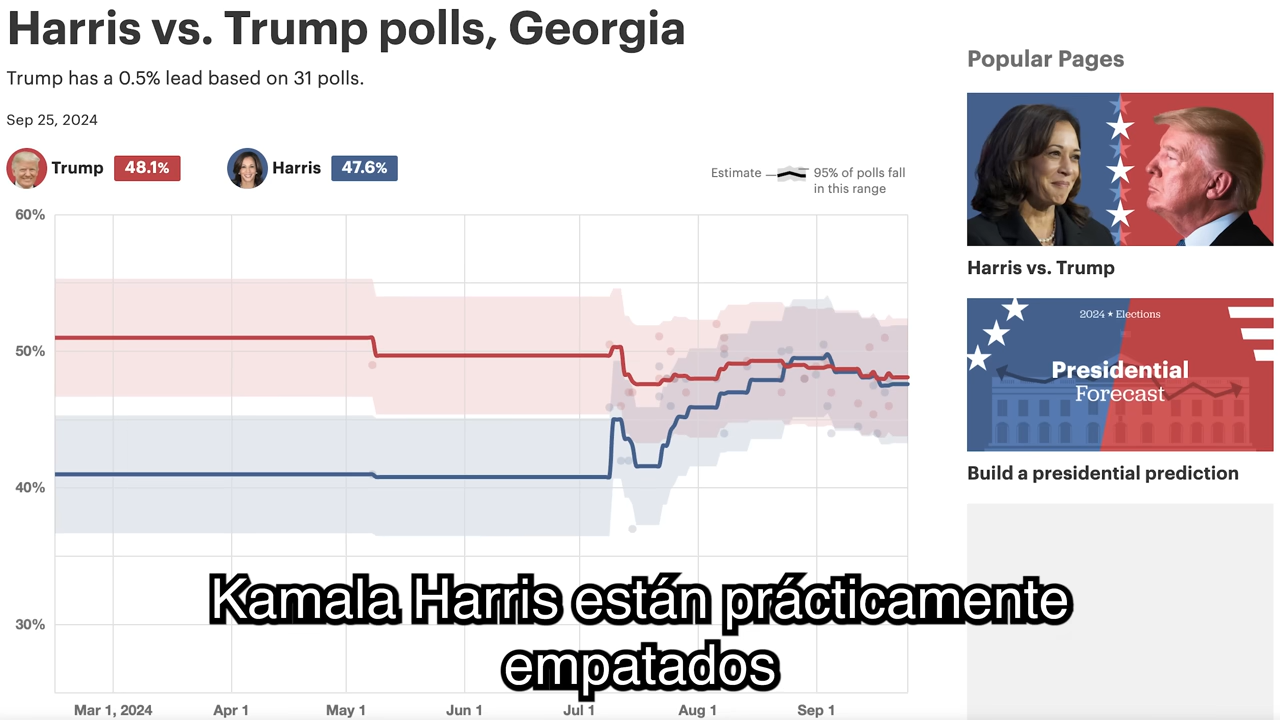 Harris vs. Trump polls, Georgia
Trump has a 0.5% lead based on 31 polls.
Sep 25, 2024
Trump 48.1% Harris 47.6%
Estimate 95% of polls fall
in this range
60%
50%
40%
30%
Mar 1, 2024 Apr 1 May 1 Jun 1 Jul 1 Aug 1 Sep 1
Popular Pages
Harris vs. Trump
2024 ★ Elections
Presidential
Forecast
Build a presidential prediction
Kamala Harris están prácticamente
empatados